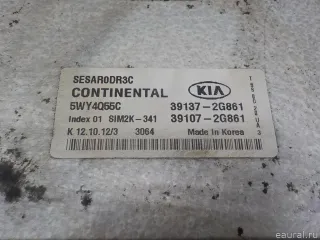 SESAR0DR3C
CONTINENTAL KIA
5WY4Q55C 39137-2G861
Index 01 SIM2K-341 39107-2G861
K 12.10.12/3 3064 Made in Korea
© eaural.ru